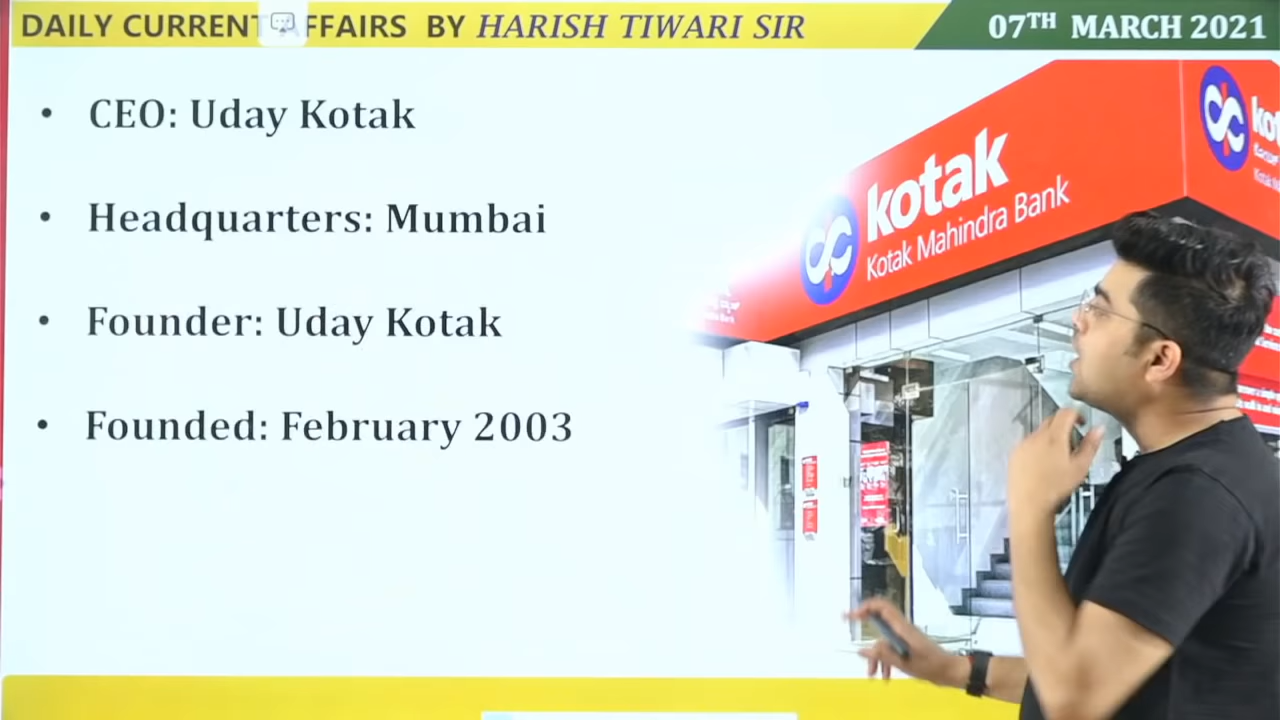 DAILY CURRENT AFFAIRS BY HARISH TIWARI SIR
07TH MARCH 2021
• CEO: Uday Kotak
• Headquarters: Mumbai
• Founder: Uday Kotak
• Founded: February 2003
kotak
Kotak Mahindra Bank